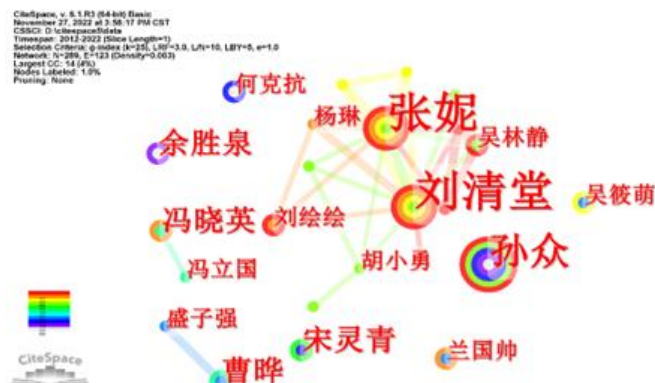 CiteSpace, v. 6.1.R3 (64-bit) Basic
November 27, 2022 at 3:58:17 PM CST
CSSCI: D:\citespace\data
Timespan: 2012-2022 (Slice Length=1)
Selection Criteria: g-index (k=25), LRF=3.0, L/N=10, LBY=5, e=1.0
Network: N=289, E=123 (Density=0.003)
Largest CC: 14 (4%)
Nodes Labeled: 1.0%
Pruning: None
何克抗
杨琳
张妮
吴林静
余胜泉
刘清堂
吴筱萌
冯晓英
刘绘绘
孙众
冯立国
胡小勇
盛子强
宋灵青
兰国帅
曹晔
CiteSpace